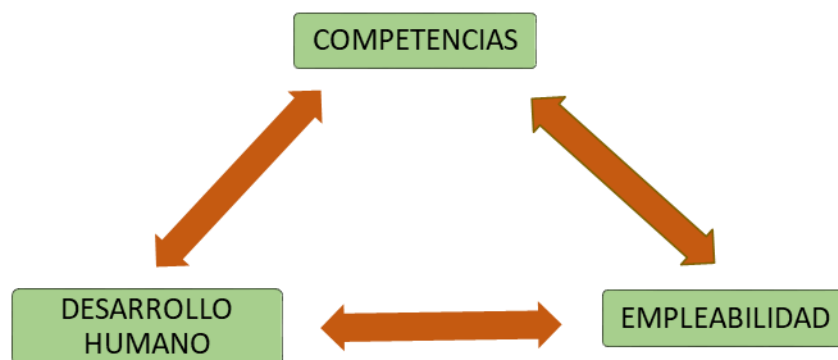 COMPETENCIAS
DESARROLLO
HUMANO
EMPLEABILIDAD